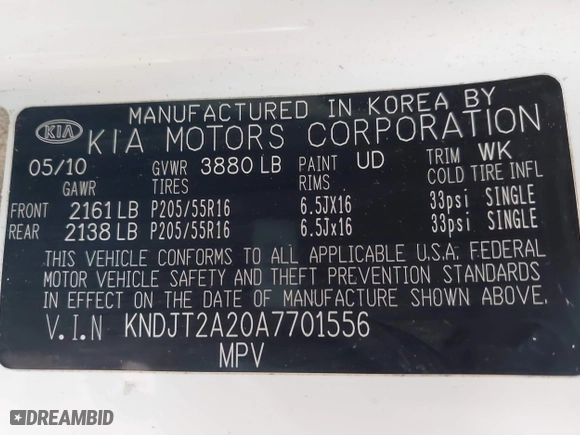 MANUFACTURED IN KOREA BY
KIA KIA MOTORS CORPORATION
05/10 GVWR 3880 LB PAINT UD TRIM WK
GAWR TIRES RIMS COLD TIRE INFL
FRONT 2161 LB P205/55R16 6.5JX16 33psi SINGLE
REAR 2138 LB P205/55R16 6.5Jx16 33psi SINGLE
THIS VEHICLE CONFORMS TO ALL APPLICABLE U.S.A. FEDERAL
MOTOR VEHICLE SAFETY AND THEFT PREVENTION STANDARDS
IN EFFECT ON THE DATE OF MANUFACTURE SHOWN ABOVE.
V.I.N KNDJT2A20A7701556
MPV
DREAMBID